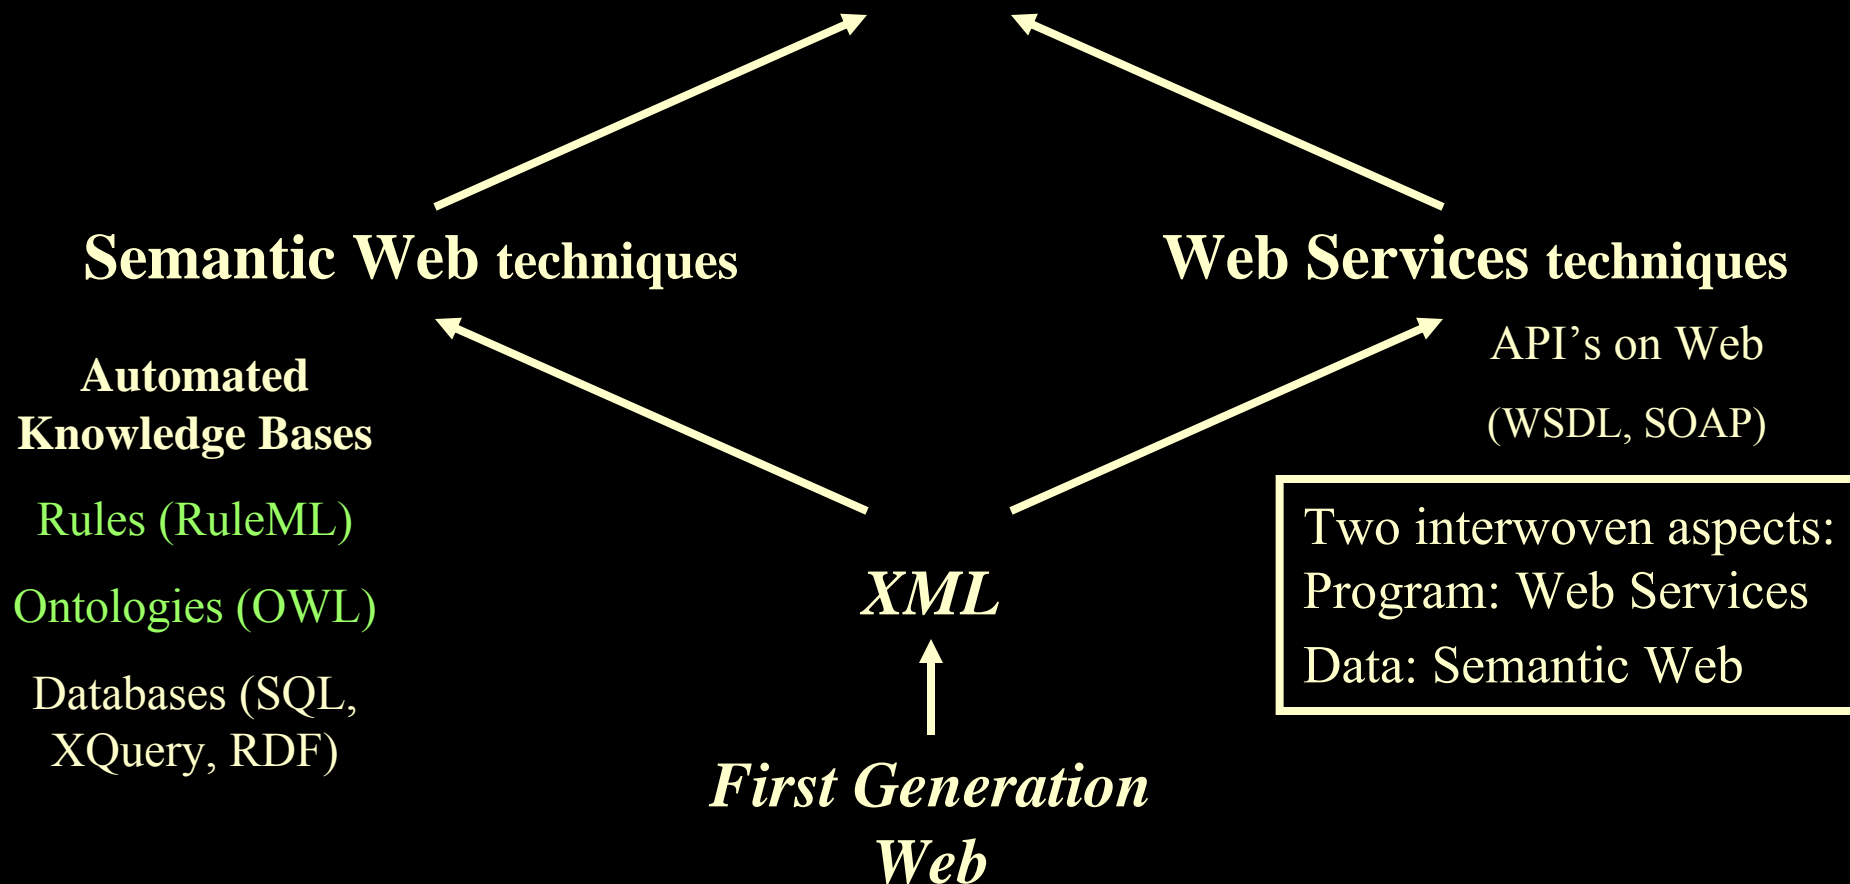 Semantic Web techniques
Web Services techniques
Automated
Knowledge Bases
Rules (RuleML)
Ontologies (OWL)
Databases (SQL,
XQuery, RDF)
API’s on Web
(WSDL, SOAP)
Two interwoven aspects:
Program: Web Services
Data: Semantic Web
XML
First Generation
Web